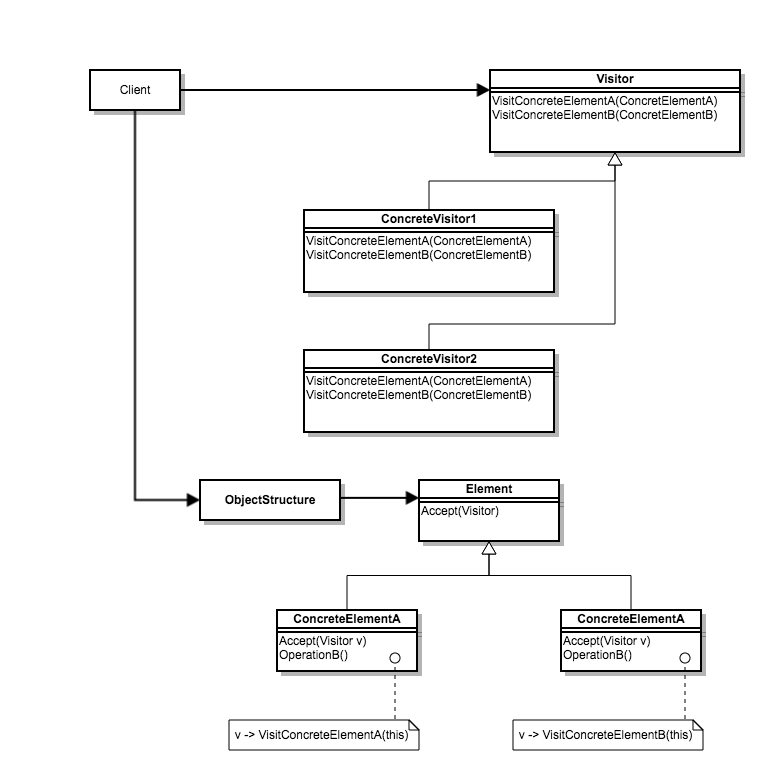 Client
Visitor
VisitConcreteElementA(ConcretElementA)
VisitConcreteElementB(ConcretElementB)
ConcreteVisitor1
VisitConcreteElementA(ConcretElementA)
VisitConcreteElementB(ConcretElementB)
ConcreteVisitor2
VisitConcreteElementA(ConcretElementA)
VisitConcreteElementB(ConcretElementB)
ObjectStructure
Element
Accept(Visitor)
ConcreteElementA
Accept(Visitor v)
OperationB()
ConcreteElementA
Accept(Visitor v)
OperationB()
v -> VisitConcreteElementA(this)
v -> VisitConcreteElementB(this)